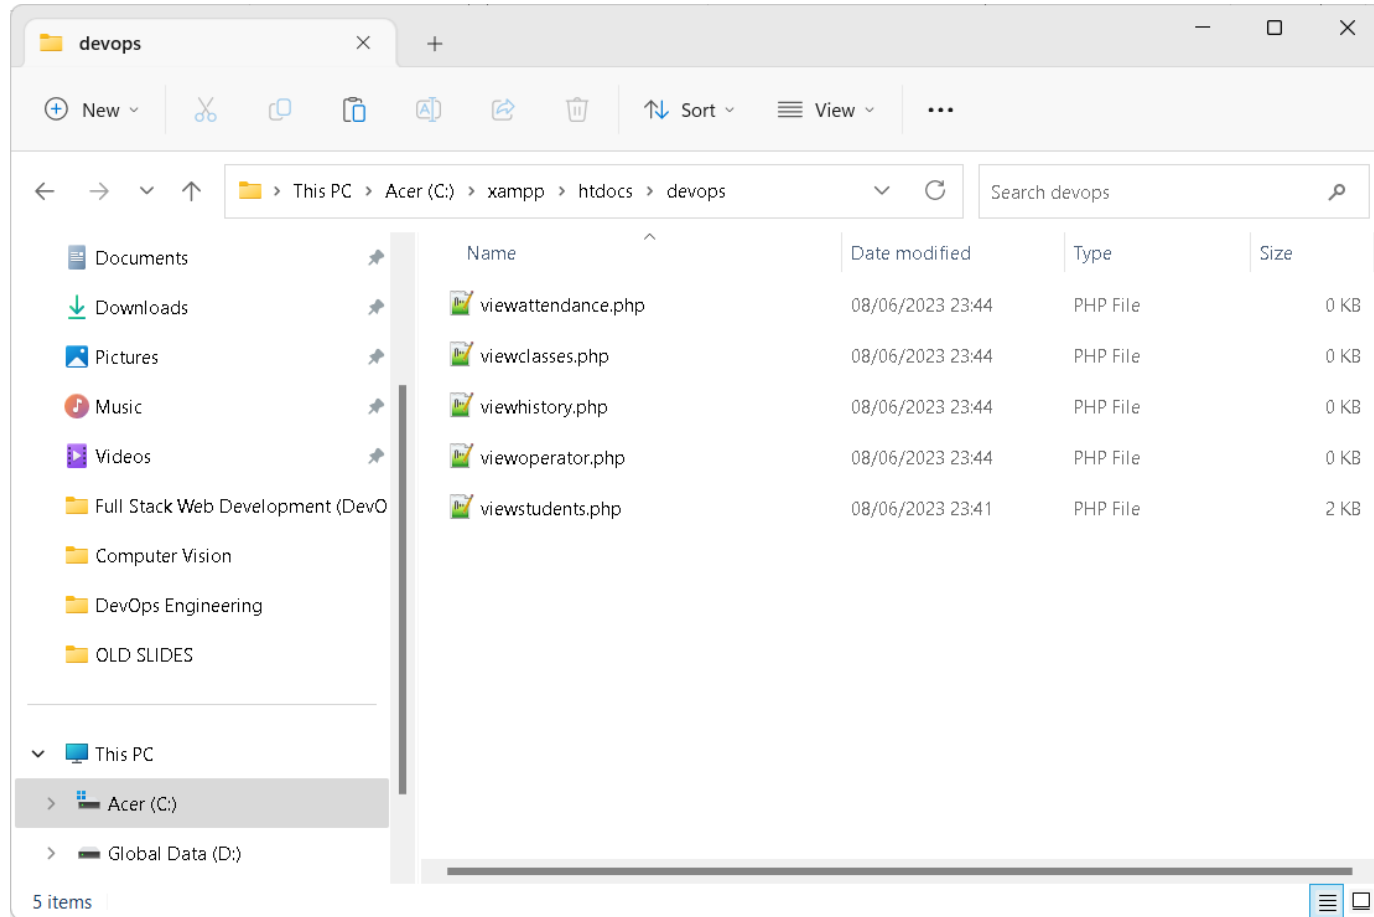 devops
New
Sort
View
This PC > Acer (C:) > xampp > htdocs > devops
Search devops
Documents
Downloads
Pictures
Music
Videos
Full Stack Web Development (DevO
Computer Vision
DevOps Engineering
OLD SLIDES
This PC
Acer (C:)
Global Data (D:)
Name Date modified Type Size
viewattendance.php 08/06/2023 23:44 PHP File 0 KB
viewclasses.php 08/06/2023 23:44 PHP File 0 KB
viewhistory.php 08/06/2023 23:44 PHP File 0 KB
viewoperator.php 08/06/2023 23:44 PHP File 0 KB
viewstudents.php 08/06/2023 23:41 PHP File 2 KB
5 items